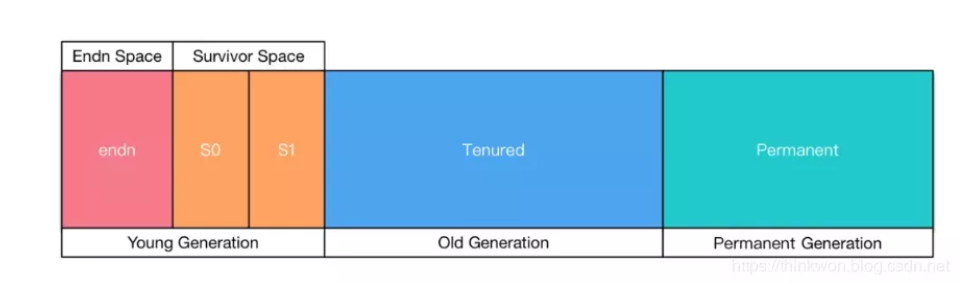 Endn Space Survivor Space
endn S0 S1 Tenured Permanent
Young Generation Old Generation Permanent Generation
https://thinkwon.blog.csdn.net